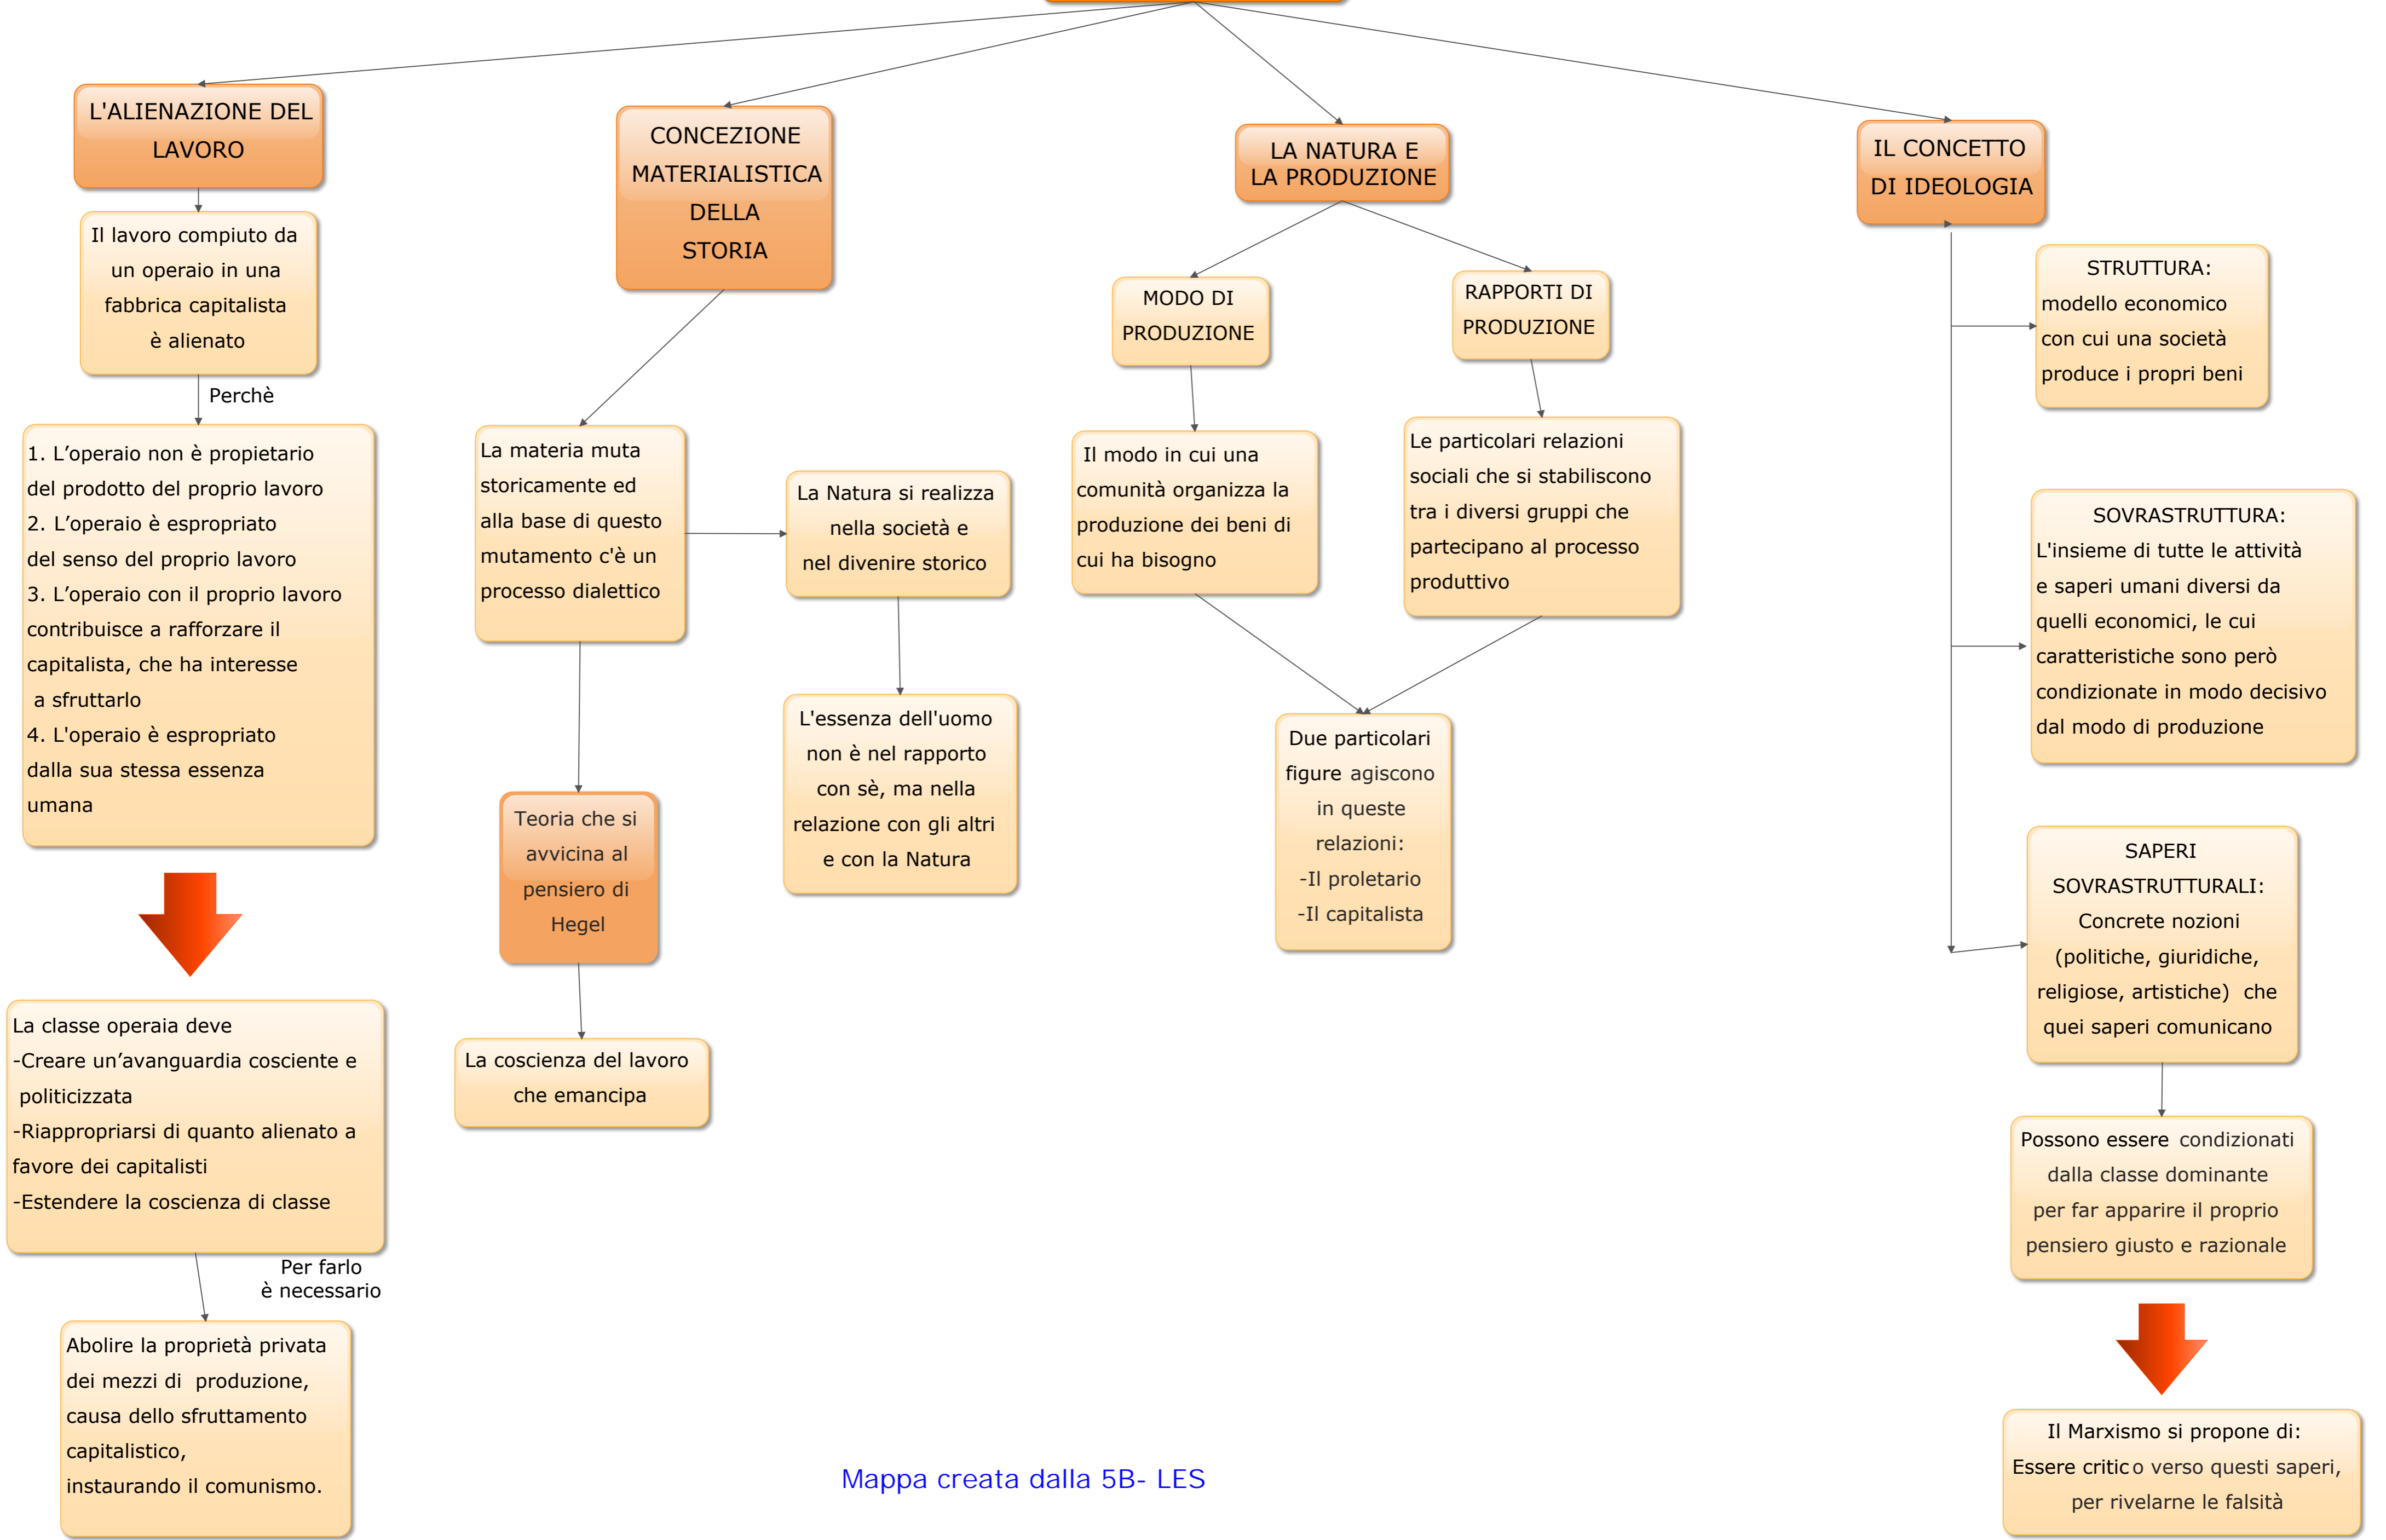 L'ALIENAZIONE DEL
LAVORO
Il lavoro compiuto da
un operaio in una
fabbrica capitalista
è alienato
Perchè
1. L’operaio non è propietario
del prodotto del proprio lavoro
2. L’operaio è espropriato
del senso del proprio lavoro
3. L’operaio con il proprio lavoro
contribuisce a rafforzare il
capitalista, che ha interesse
a sfruttarlo
4. L'operaio è espropriato
dalla sua stessa essenza
umana
La classe operaia deve
-Creare un’avanguardia cosciente e
politicizzata
-Riappropriarsi di quanto alienato a
favore dei capitalisti
-Estendere la coscienza di classe
Per farlo
è necessario
Abolire la proprietà privata
dei mezzi di produzione,
causa dello sfruttamento
capitalistico,
instaurando il comunismo.
CONCEZIONE
MATERIALISTICA
DELLA
STORIA
La materia muta
storicamente ed
alla base di questo
mutamento c'è un
processo dialettico
La Natura si realizza
nella società e
nel divenire storico
L'essenza dell'uomo
non è nel rapporto
con sè, ma nella
relazione con gli altri
e con la Natura
Teoria che si
avvicina al
pensiero di
Hegel
La coscienza del lavoro
che emancipa
LA NATURA E
LA PRODUZIONE
MODO DI
PRODUZIONE
Il modo in cui una
comunità organizza la
produzione dei beni di
cui ha bisogno
RAPPORTI DI
PRODUZIONE
Le particolari relazioni
sociali che si stabiliscono
tra i diversi gruppi che
partecipano al processo
produttivo
Due particolari
figure agiscono
in queste
relazioni:
-Il proletario
-Il capitalista
IL CONCETTO
DI IDEOLOGIA
STRUTTURA:
modello economico
con cui una società
produce i propri beni
SOVRASTRUTTURA:
L'insieme di tutte le attività
e saperi umani diversi da
quelli economici, le cui
caratteristiche sono però
condizionate in modo decisivo
dal modo di produzione
SAPERI
SOVRASTRUTTURALI:
Concrete nozioni
(politiche, giuridiche,
religiose, artistiche) che
quei saperi comunicano
Possono essere condizionati
dalla classe dominante
per far apparire il proprio
pensiero giusto e razionale
Il Marxismo si propone di:
Essere critico verso questi saperi,
per rivelarne le falsità
Mappa creata dalla 5B- LES